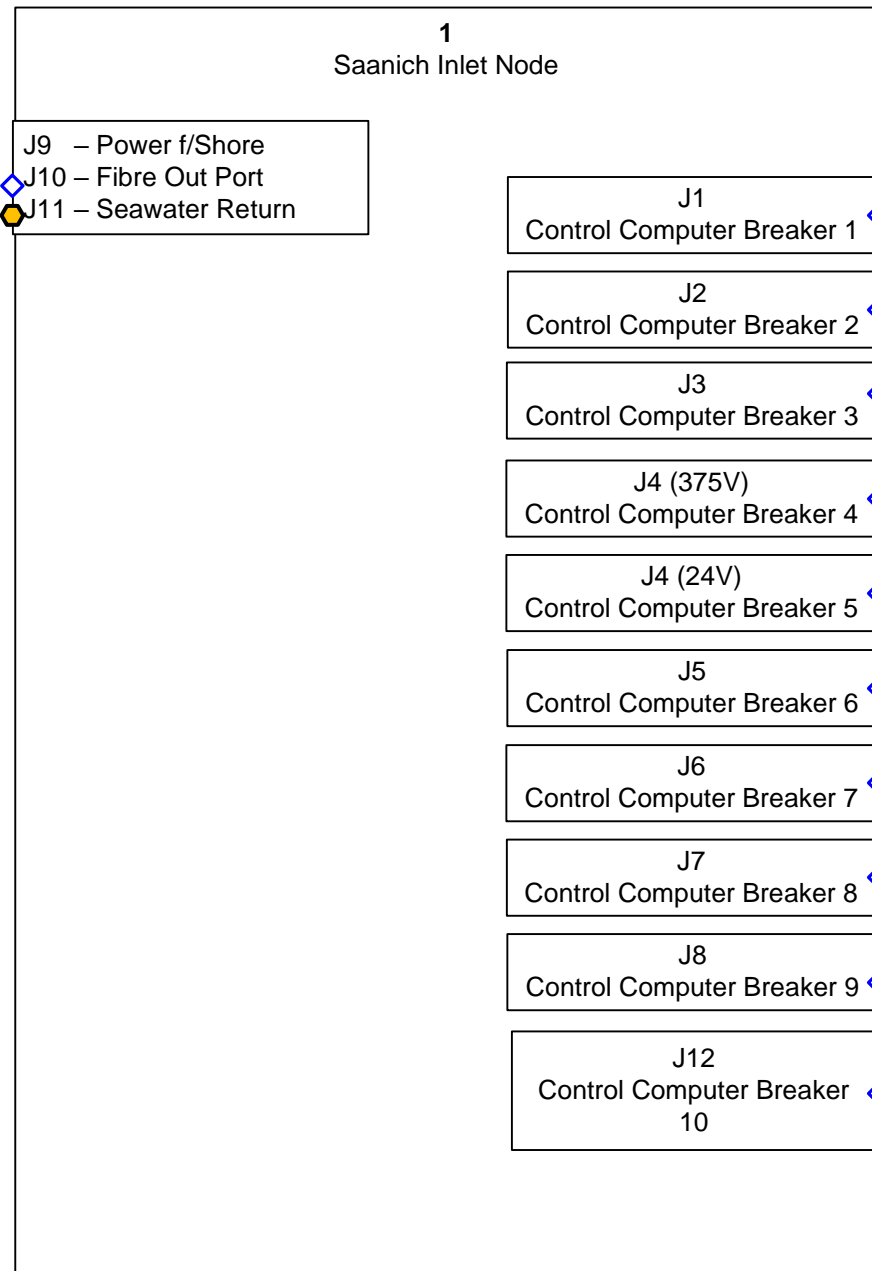 1
Saanich Inlet Node
J9 – Power f/Shore
J10 – Fibre Out Port
J11 – Seawater Return
J1
Control Computer Breaker 1
J2
Control Computer Breaker 2
J3
Control Computer Breaker 3
J4 (375V)
Control Computer Breaker 4
J4 (24V)
Control Computer Breaker 5
J5
Control Computer Breaker 6
J6
Control Computer Breaker 7
J7
Control Computer Breaker 8
J8
Control Computer Breaker 9
J12
Control Computer Breaker
10